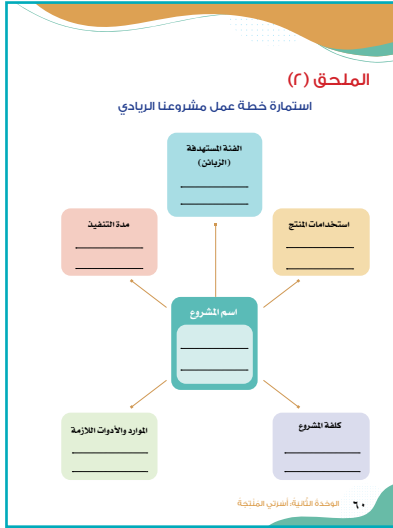 الملحق (٢)
استمارة خطة عمل مشروعنا الريادي
الفئة المستهدفة
(الزبائن)
استخدامات المنتج
مدة التنفيذ
اسم المشروع
كلفة المشروع
الموارد والأدوات اللازمة
٦٠ الوحدة الثانية: أسرتي المنتجة